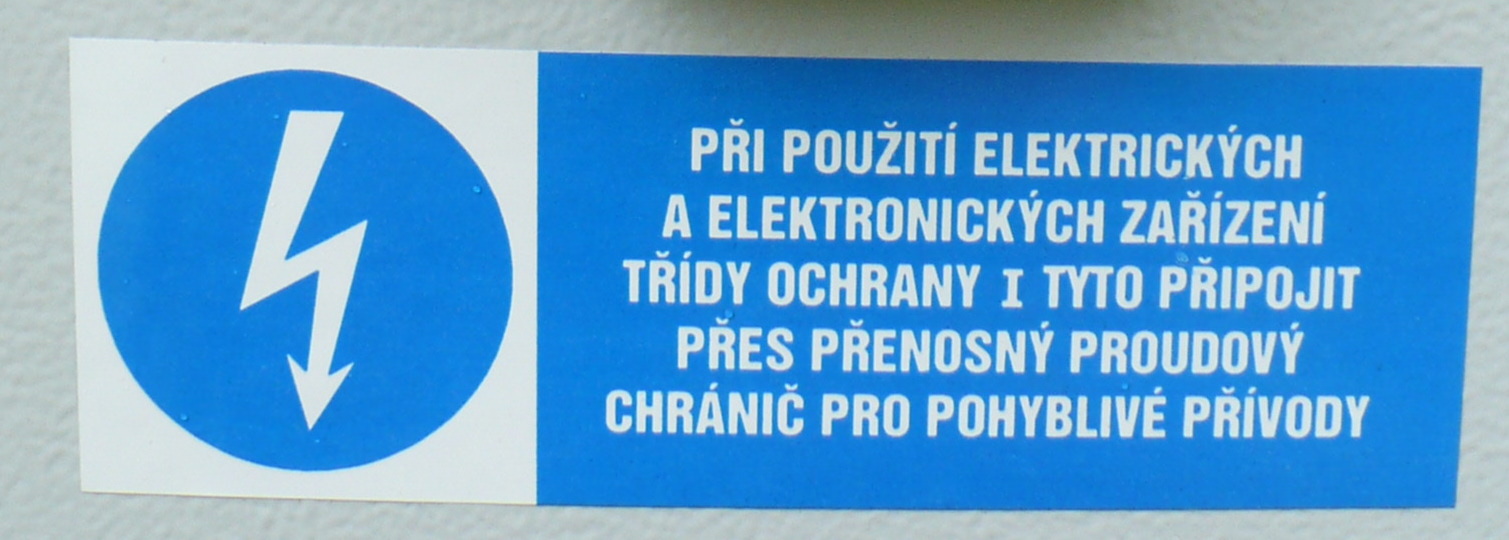 PŘI POUŽITÍ ELEKTRICKÝCH
A ELEKTRONICKÝCH ZAŘÍZENÍ
TŘÍDY OCHRANY I TYTO PŘIPOJIT
PŘES PŘENOSNÝ PROUDOVÝ
CHRÁNIČ PRO POHYBLIVÉ PŘÍVODY